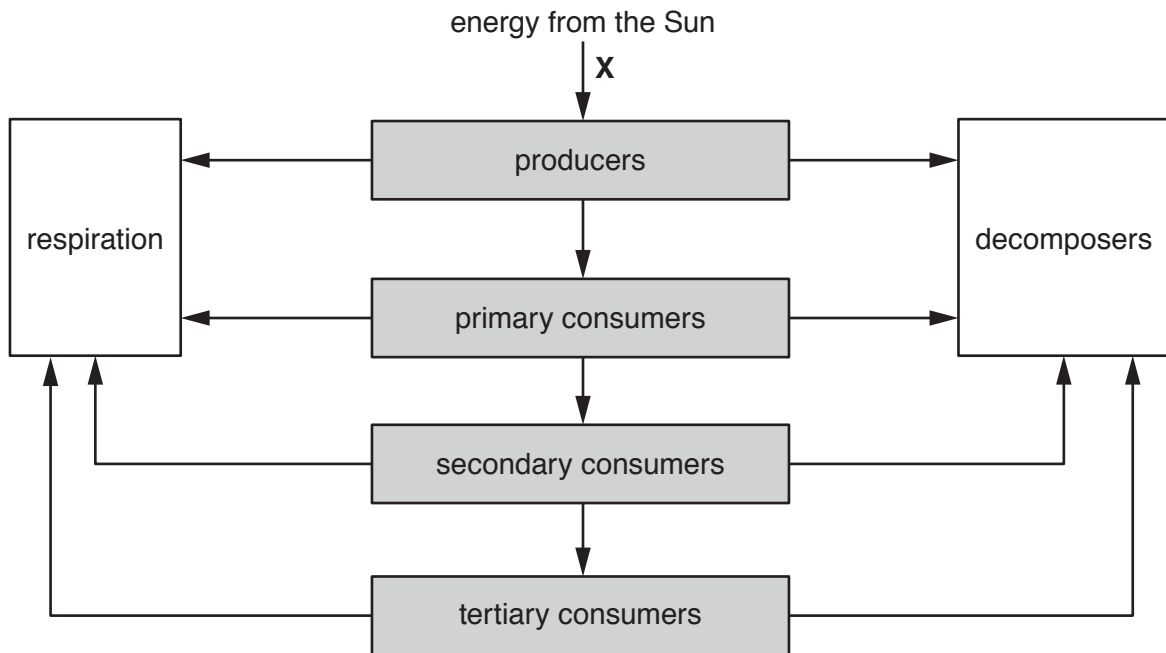 energy from the Sun
X
producers
respiration
decomposers
primary consumers
secondary consumers
tertiary consumers